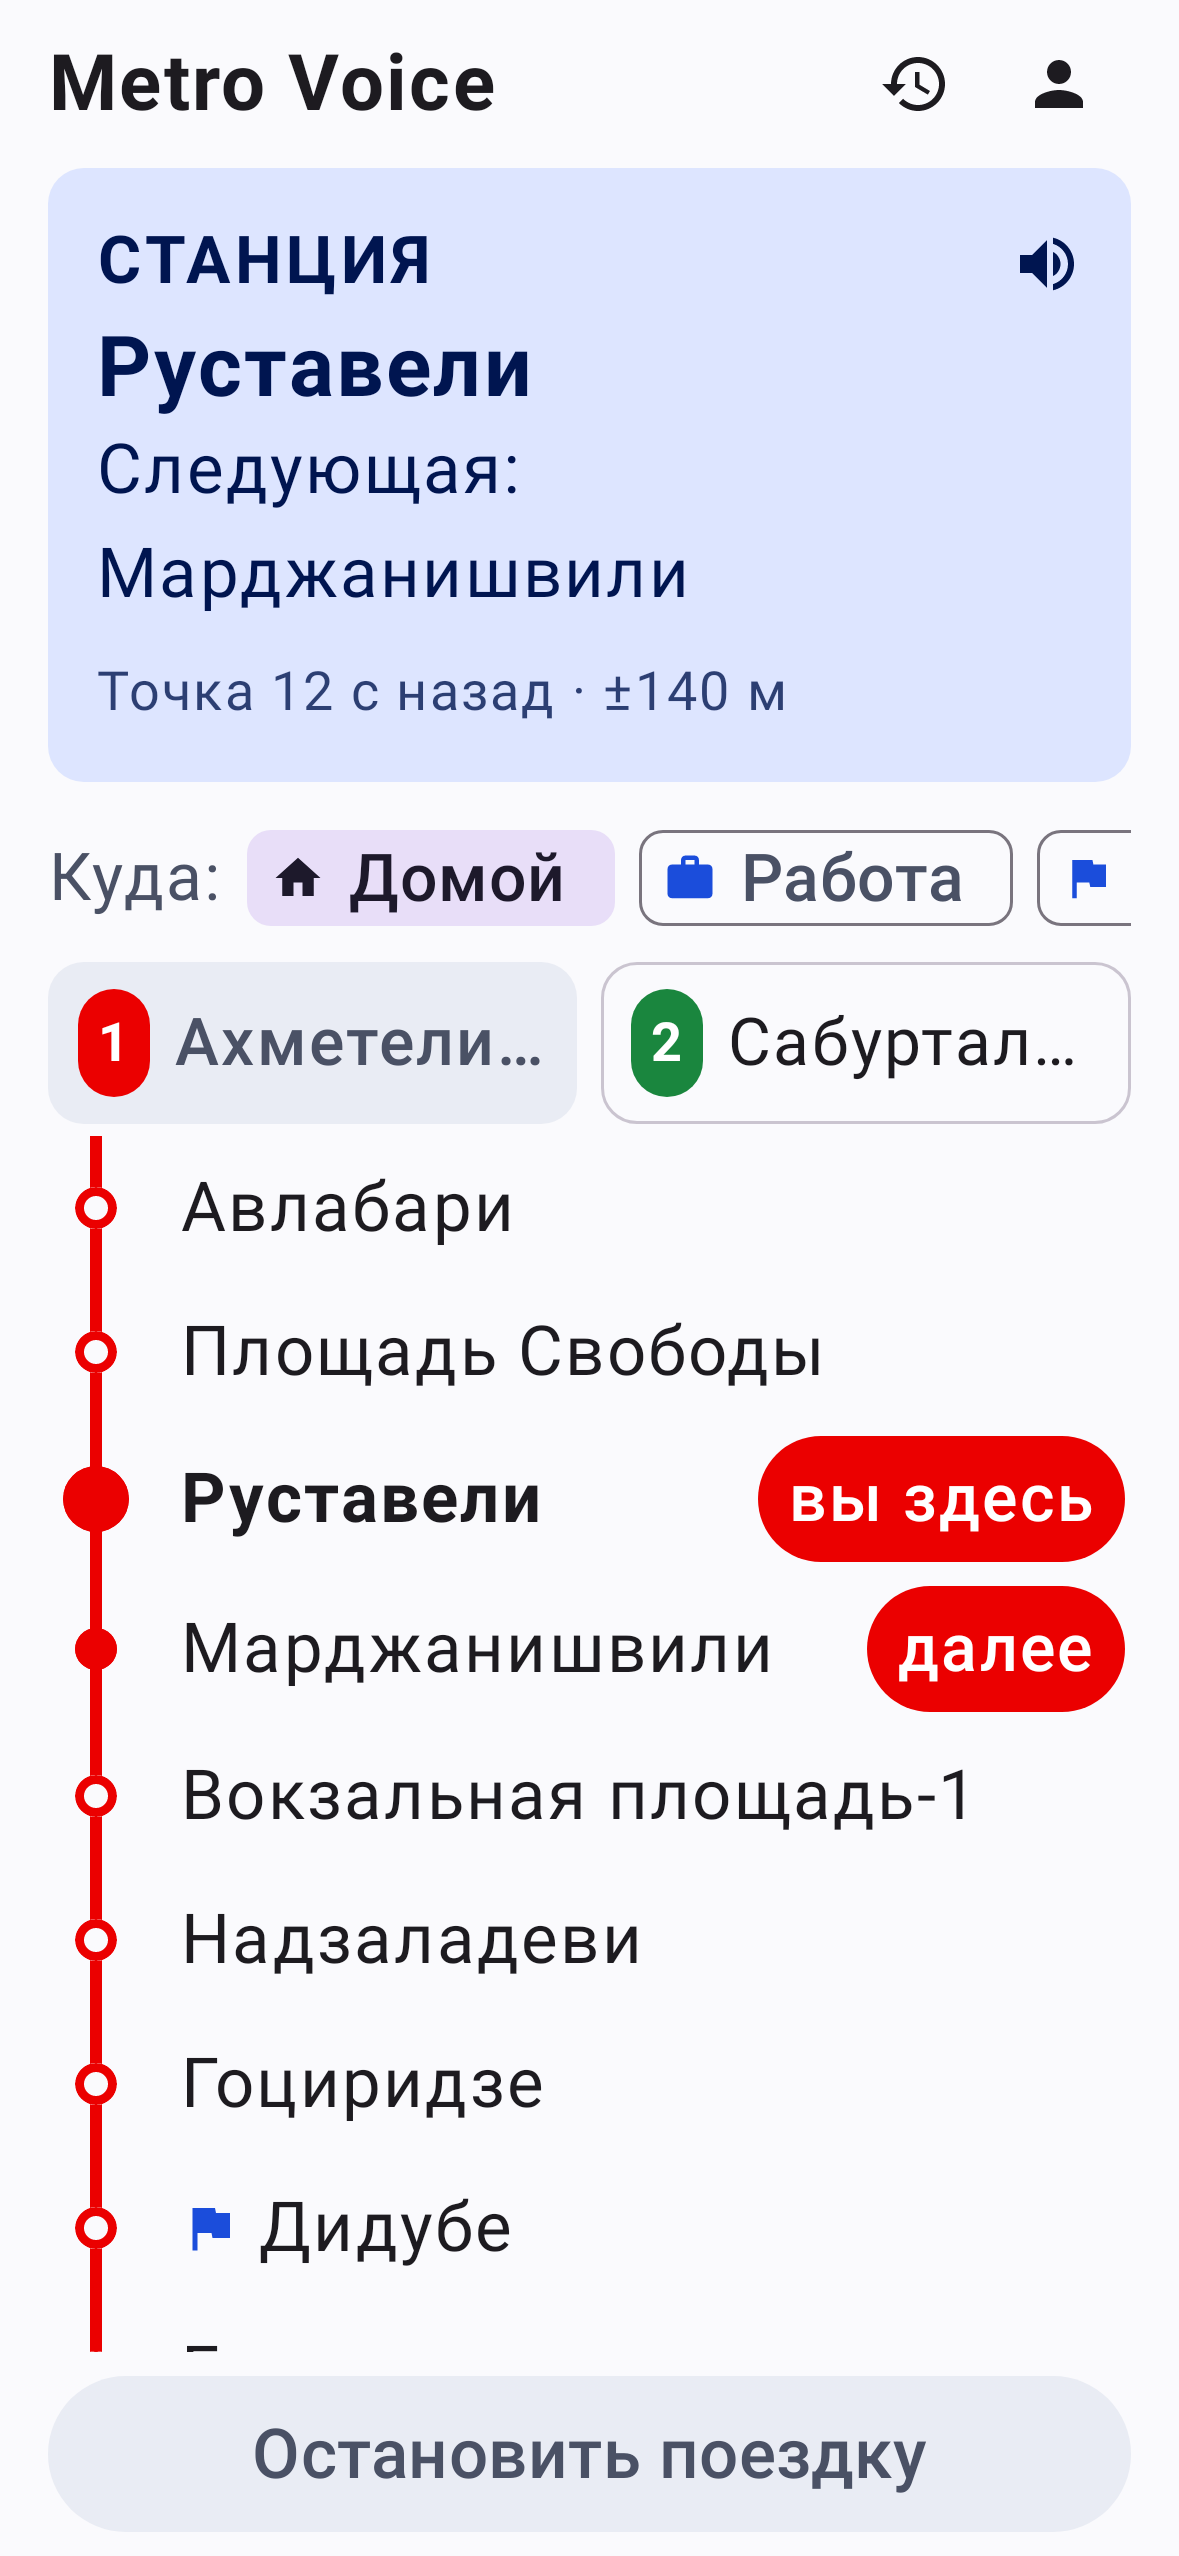 Metro Voice
СТАНЦИЯ
Руставели
Следующая:
Марджанишвили
Точка 12 с назад · ±140 м
Куда: Домой Работа
1 Ахметели… 2 Сабуртал…
Авлабари
Площадь Свободы
Руставели вы здесь
Марджанишвили далее
Вокзальная площадь-1
Надзаладеви
Гоциридзе
Дидубе
Остановить поездку